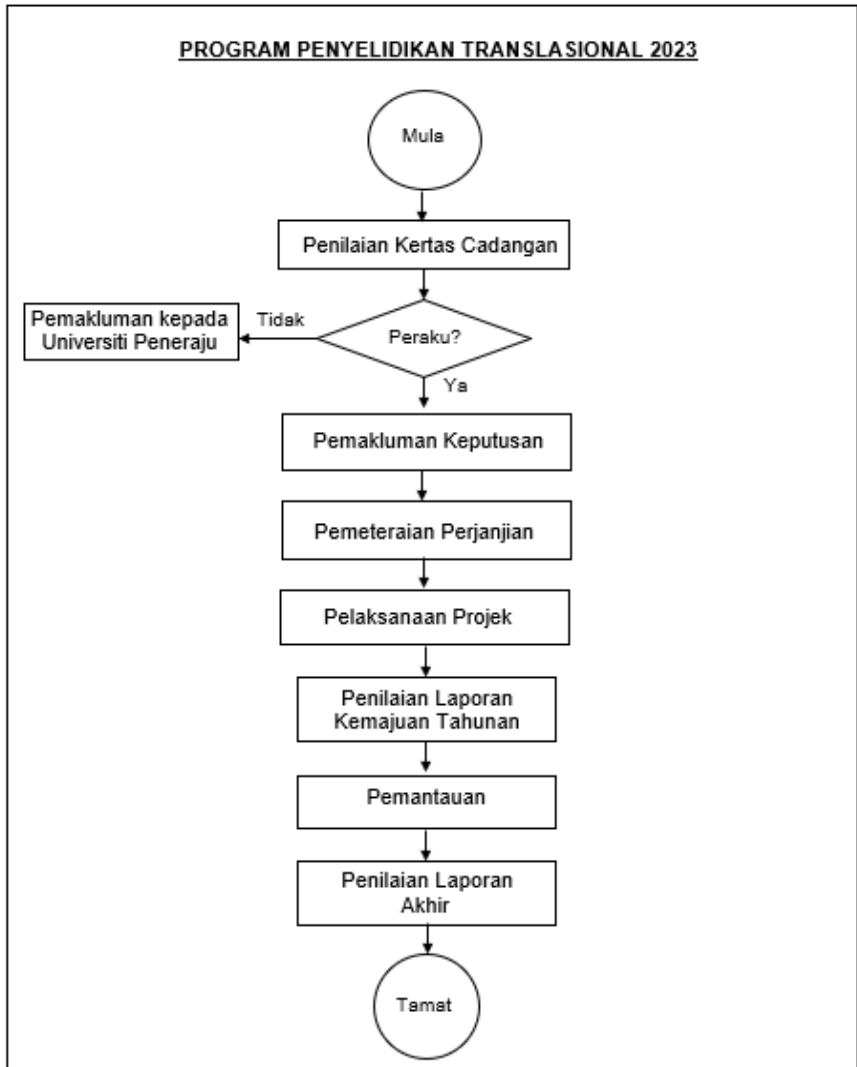 PROGRAM PENYELIDIKAN TRANSLASIONAL 2023
Mula
Penilaian Kertas Cadangan
Pemakluman kepada
Universiti Peneraju
Tidak
Peraku?
Ya
Pemakluman Keputusan
Pemeteraian Perjanjian
Pelaksanaan Projek
Penilaian Laporan
Kemajuan Tahunan
Pemantauan
Penilaian Laporan
Akhir
Tamat